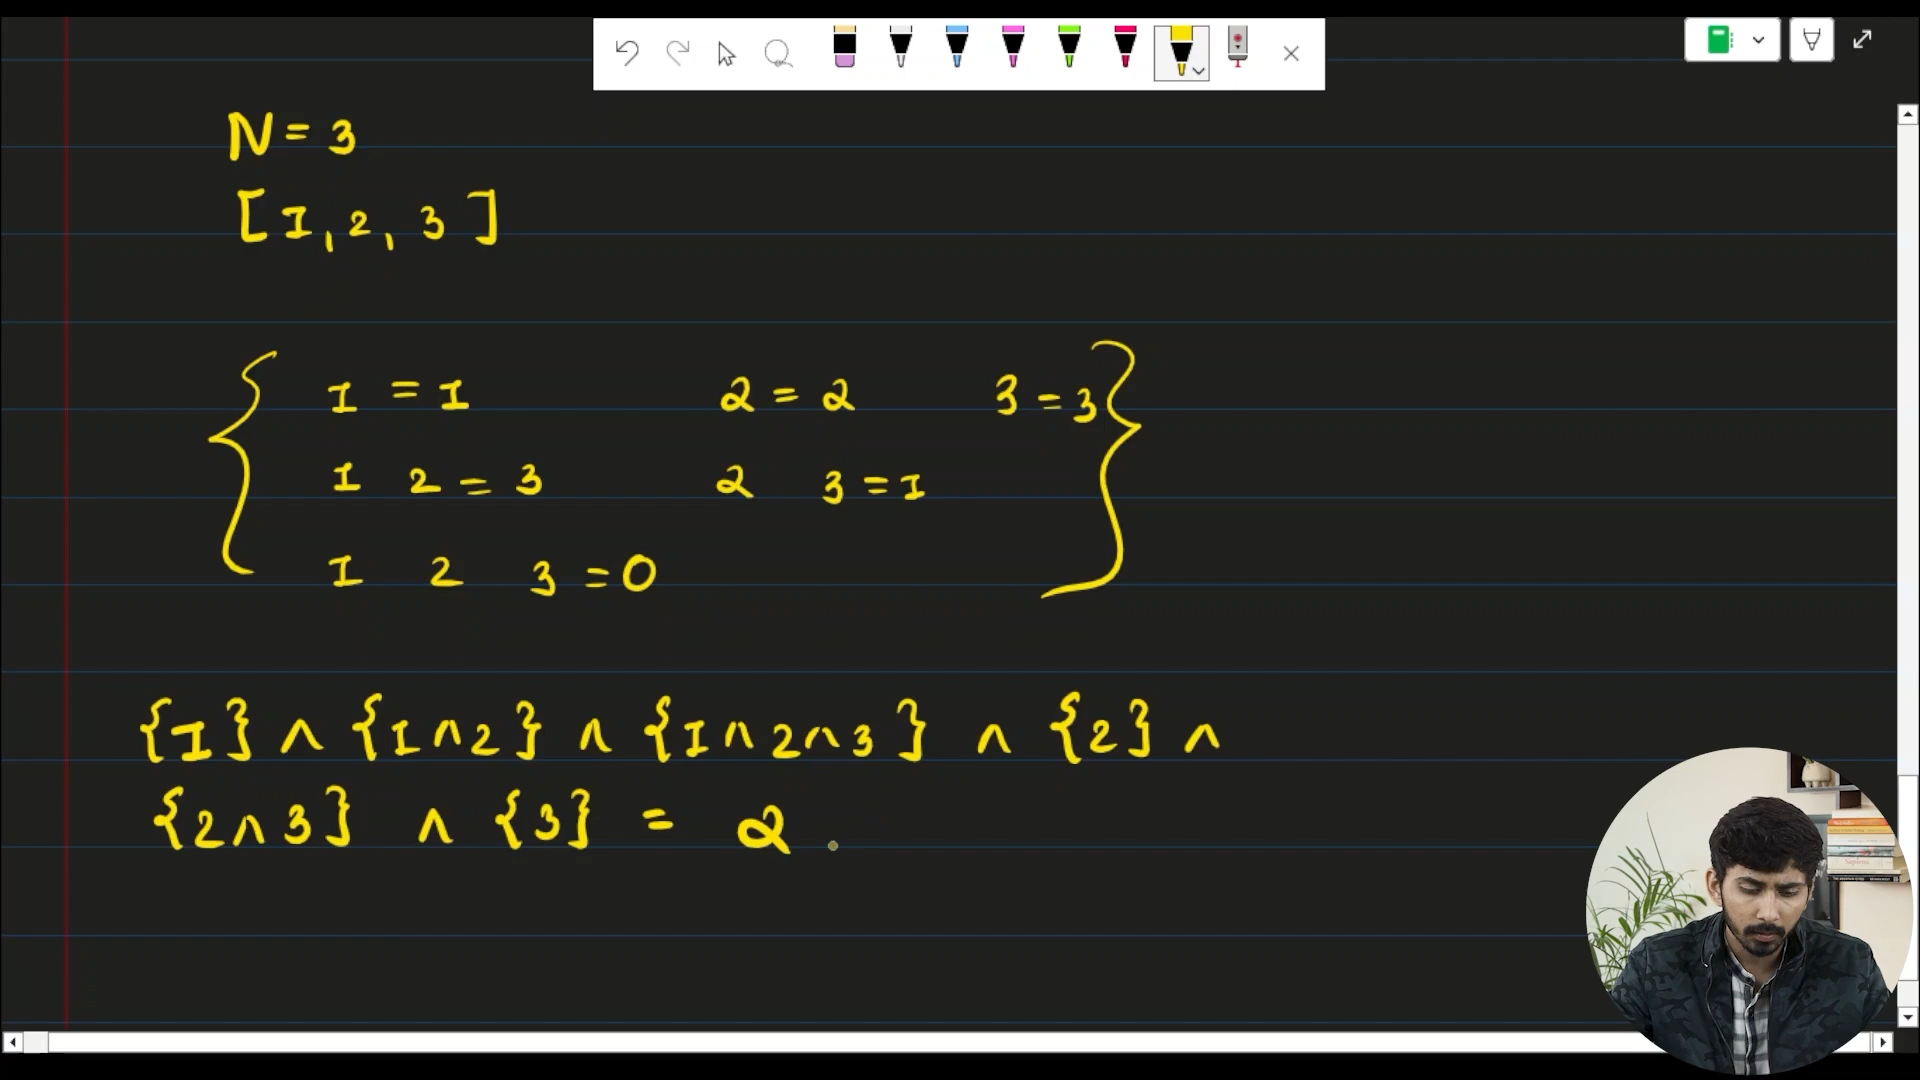 N = 3
[1, 2, 3]
1 = 1 2 = 2 3 = 3
1 2 = 3 2 3 = 1
1 2 3 = 0
{1} ^ {1^2} ^ {1^2^3} ^ {2} ^
{2^3} ^ {3} = 2